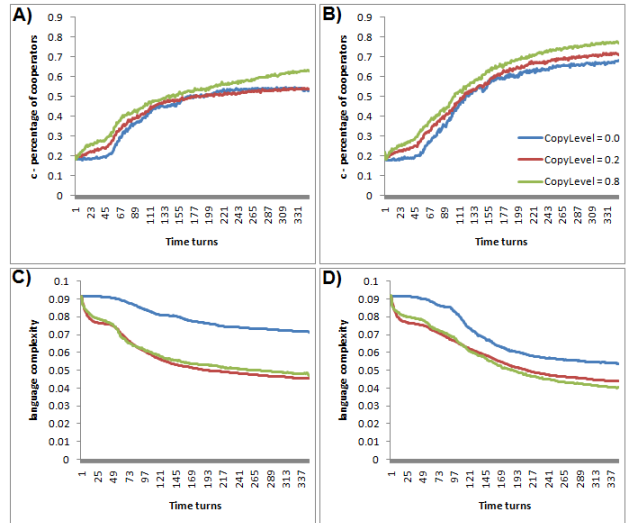 A)
c - percentage of cooperators
0.9
0.8
0.7
0.6
0.5
0.4
0.3
0.2
0.1
0
1 23 45 67 89 111 133 155 177 199 221 243 265 287 309 331
Time turns
B)
c - percentage of cooperators
0.9
0.8
0.7
0.6
0.5
0.4
0.3
0.2
0.1
0
CopyLevel = 0.0
CopyLevel = 0.2
CopyLevel = 0.8
1 23 45 67 89 111 133 155 177 199 221 243 265 287 309 331
Time turns
C)
language complexity
0.1
0.09
0.08
0.07
0.06
0.05
0.04
0.03
0.02
0.01
0
1 25 49 73 97 121 145 169 193 217 241 265 289 313 337
Time turns
D)
language complexity
0.1
0.09
0.08
0.07
0.06
0.05
0.04
0.03
0.02
0.01
0
1 25 49 73 97 121 145 169 193 217 241 265 289 313 337
Time turns